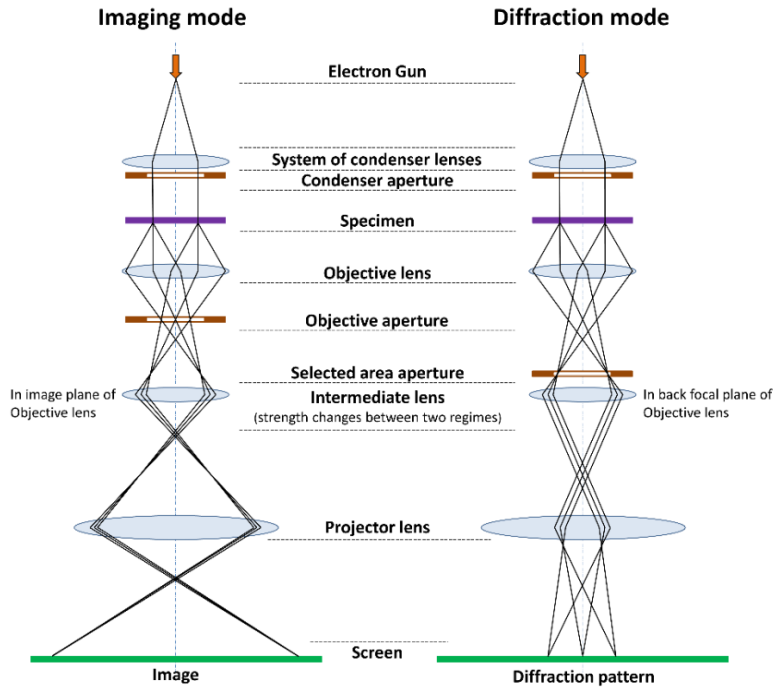 Imaging mode
Diffraction mode
Electron Gun
System of condenser lenses
Condenser aperture
Specimen
Objective lens
Objective aperture
Selected area aperture
In image plane of
Objective lens
Intermediate lens
(strength changes between two regimes)
In back focal plane of
Objective lens
Projector lens
Screen
Image
Diffraction pattern